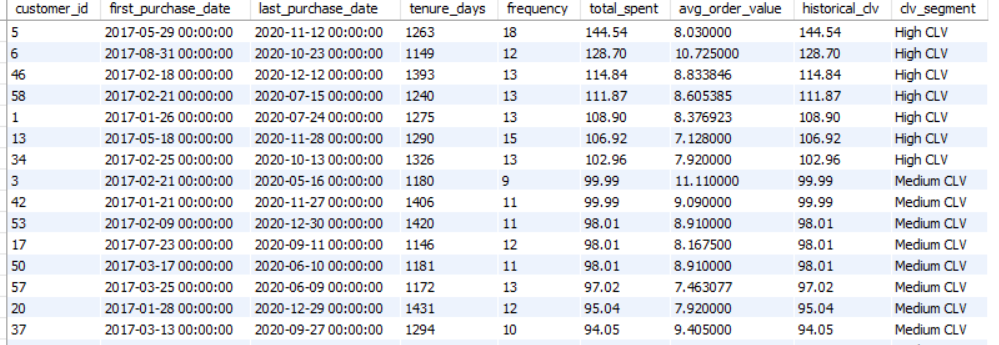 customer_id first_purchase_date last_purchase_date tenure_days frequency total_spent avg_order_value historical_clv clv_segment
5 2017-05-29 00:00:00 2020-11-12 00:00:00 1263 18 144.54 8.030000 144.54 High CLV
6 2017-08-31 00:00:00 2020-10-23 00:00:00 1149 12 128.70 10.725000 128.70 High CLV
46 2017-02-18 00:00:00 2020-12-12 00:00:00 1393 13 114.84 8.833846 114.84 High CLV
58 2017-02-21 00:00:00 2020-07-15 00:00:00 1240 13 111.87 8.605385 111.87 High CLV
1 2017-01-26 00:00:00 2020-07-24 00:00:00 1275 13 108.90 8.376923 108.90 High CLV
13 2017-05-18 00:00:00 2020-11-28 00:00:00 1290 15 106.92 7.128000 106.92 High CLV
34 2017-02-25 00:00:00 2020-10-13 00:00:00 1326 13 102.96 7.920000 102.96 High CLV
3 2017-02-21 00:00:00 2020-05-16 00:00:00 1180 9 99.99 11.110000 99.99 Medium CLV
42 2017-01-21 00:00:00 2020-11-27 00:00:00 1406 11 99.99 9.090000 99.99 Medium CLV
53 2017-02-09 00:00:00 2020-12-30 00:00:00 1420 11 98.01 8.910000 98.01 Medium CLV
17 2017-07-23 00:00:00 2020-09-11 00:00:00 1146 12 98.01 8.167500 98.01 Medium CLV
50 2017-03-17 00:00:00 2020-06-10 00:00:00 1181 11 98.01 8.910000 98.01 Medium CLV
57 2017-03-25 00:00:00 2020-06-09 00:00:00 1172 13 97.02 7.463077 97.02 Medium CLV
20 2017-01-28 00:00:00 2020-12-29 00:00:00 1431 12 95.04 7.920000 95.04 Medium CLV
37 2017-03-13 00:00:00 2020-09-27 00:00:00 1294 10 94.05 9.405000 94.05 Medium CLV